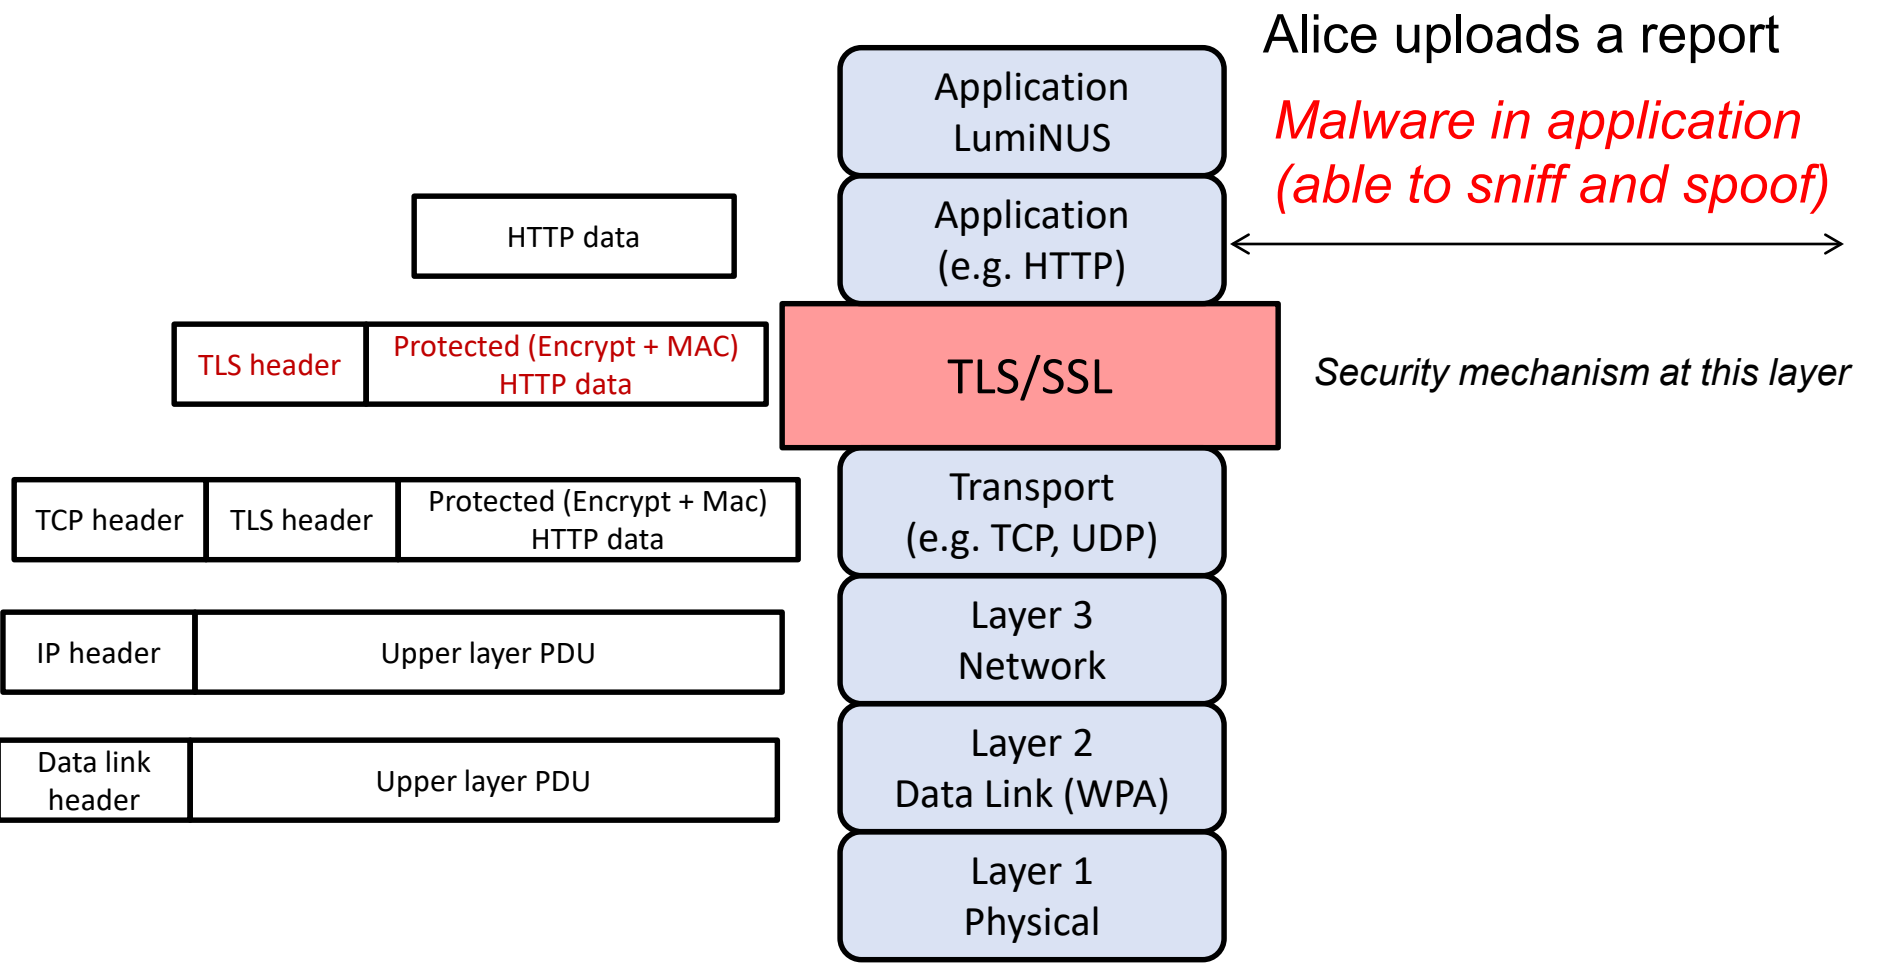 Alice uploads a report
Application
LumiNUS
Malware in application
(able to sniff and spoof)
HTTP data
Application
(e.g. HTTP)
TLS header
Protected (Encrypt + MAC)
HTTP data
TLS/SSL
Security mechanism at this layer
TCP header
TLS header
Protected (Encrypt + Mac)
HTTP data
Transport
(e.g. TCP, UDP)
IP header
Upper layer PDU
Layer 3
Network
Data link
header
Upper layer PDU
Layer 2
Data Link (WPA)
Layer 1
Physical